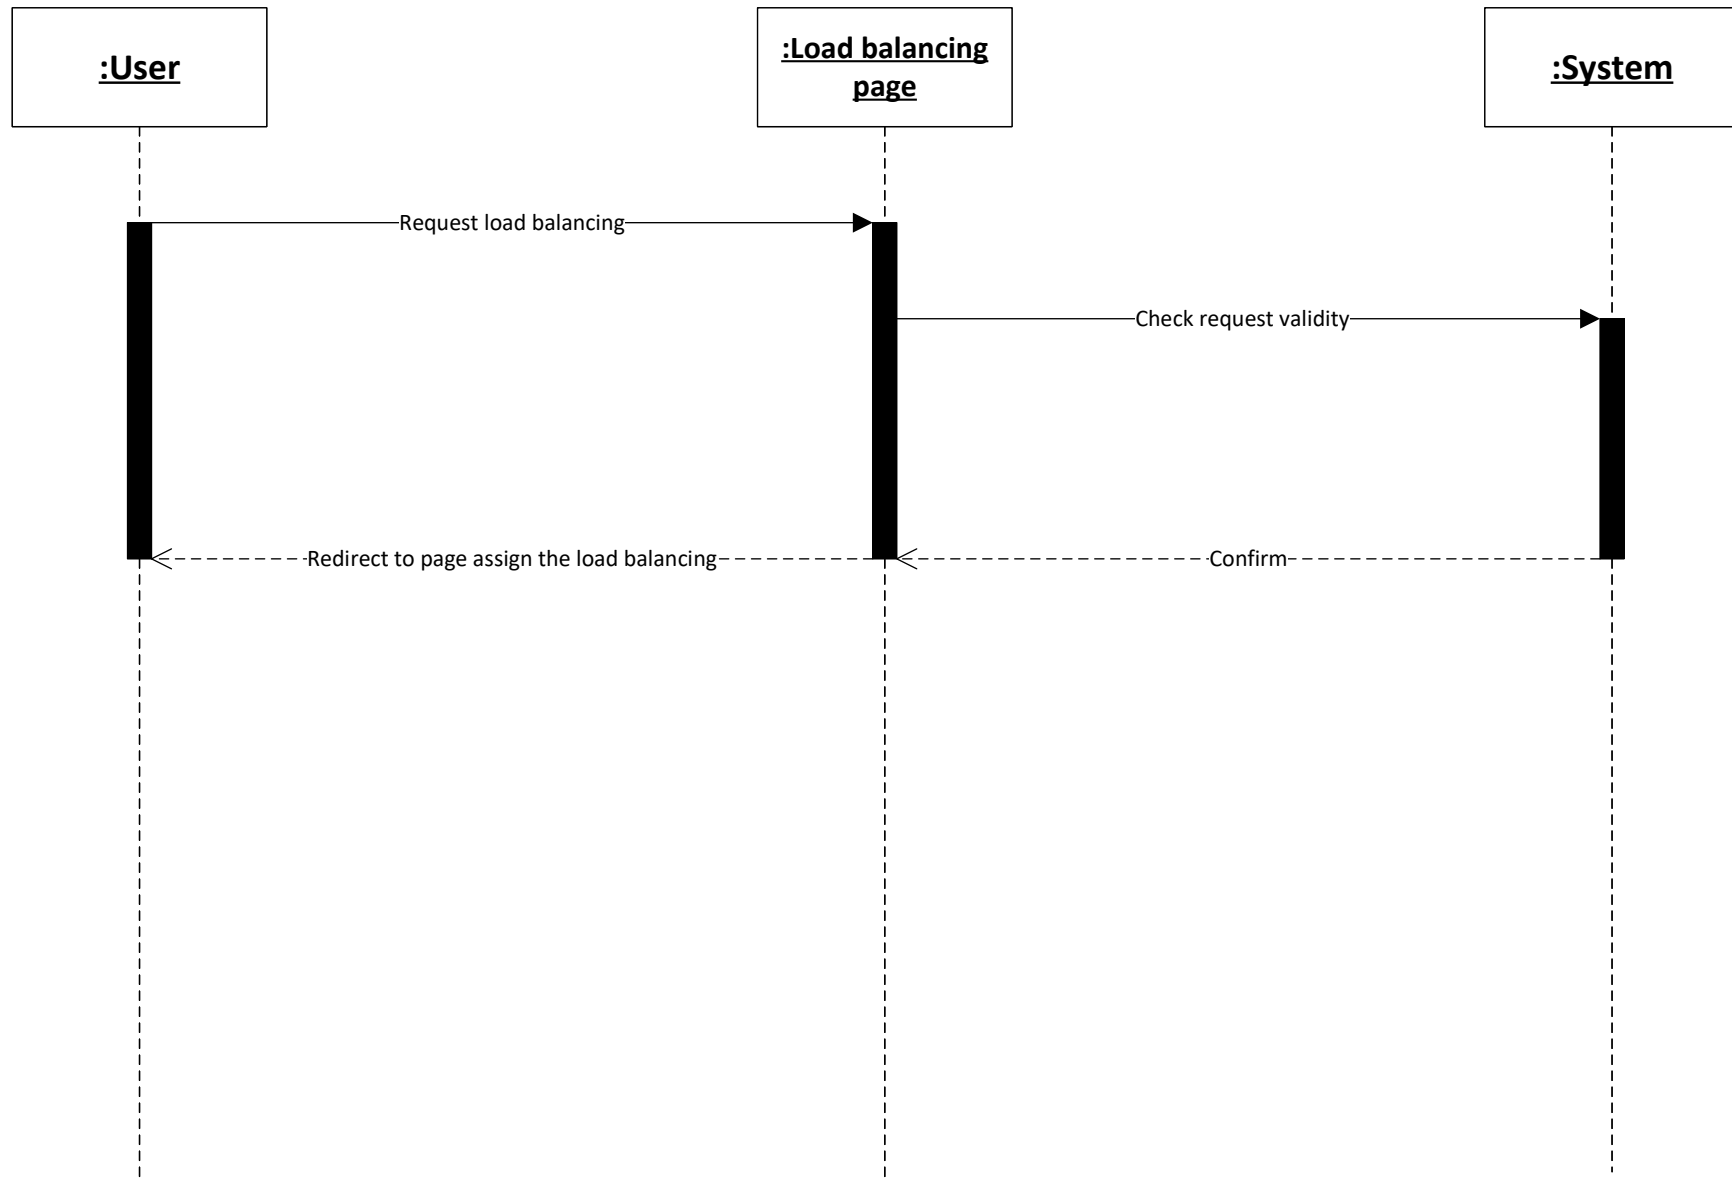 :User
:Load balancing
page
:System
Request load balancing
Check request validity
Redirect to page assign the load balancing
Confirm